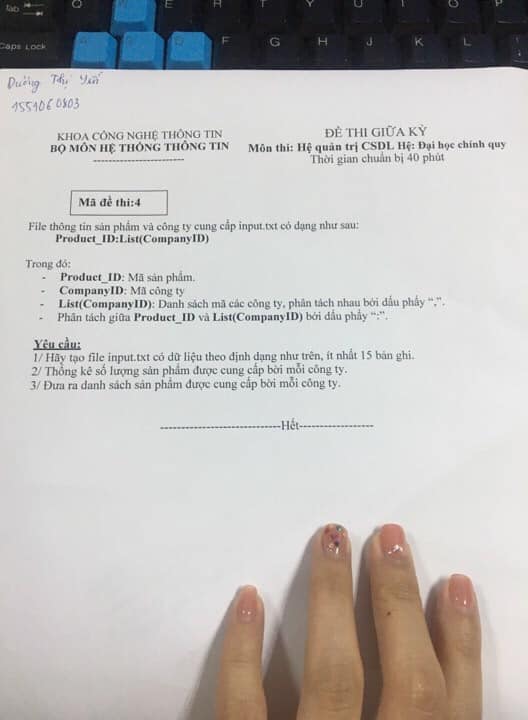 Tab
Q
E
R
T
Y
U
I
O
P
Caps Lock
F
G
H
J
K
L
Dương Thị Yến
1551060803
KHOA CÔNG NGHỆ THÔNG TIN
BỘ MÔN HỆ THỐNG THÔNG TIN
-----------------------
ĐỀ THI GIỮA KỲ
Môn thi: Hệ quản trị CSDL Hệ: Đại học chính quy
Thời gian chuẩn bị 40 phút
Mã đề thi:4
File thông tin sản phẩm và công ty cung cấp input.txt có dạng như sau:
Product_ID:List(CompanyID)
Trong đó:
- Product_ID: Mã sản phẩm.
- CompanyID: Mã công ty
- List(CompanyID): Danh sách mã các công ty, phân tách nhau bởi dấu phẩy “,”.
- Phân tách giữa Product_ID và List(CompanyID) bởi dấu phẩy “:”.
Yêu cầu:
1/ Hãy tạo file input.txt có dữ liệu theo định dạng như trên, ít nhất 15 bản ghi.
2/ Thống kê số lượng sản phẩm được cung cấp bởi mỗi công ty.
3/ Đưa ra danh sách sản phẩm được cung cấp bởi mỗi công ty.
------------------------------Hết------------------